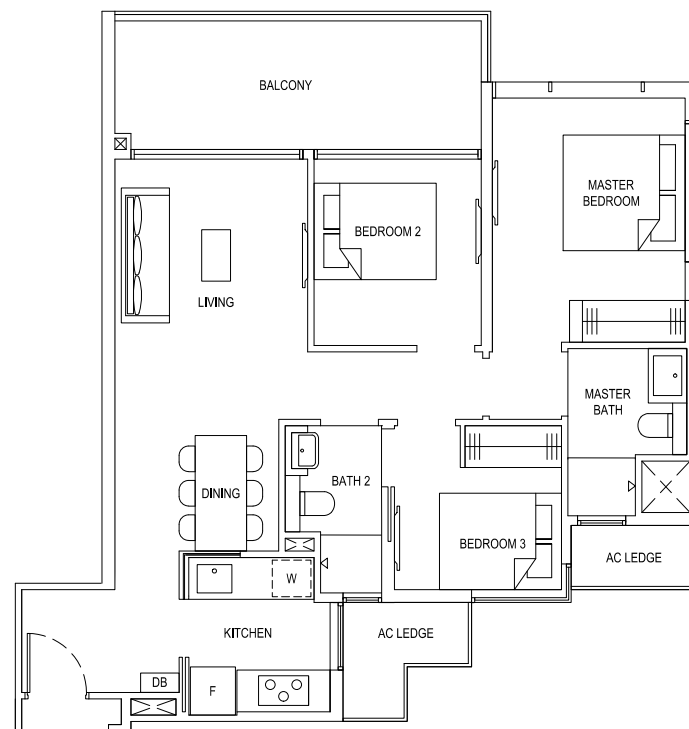 BALCONY
MASTER
BEDROOM
BEDROOM 2
LIVING
MASTER
BATH
BATH 2
DINING
BEDROOM 3
AC LEDGE
W
KITCHEN
AC LEDGE
DB
F